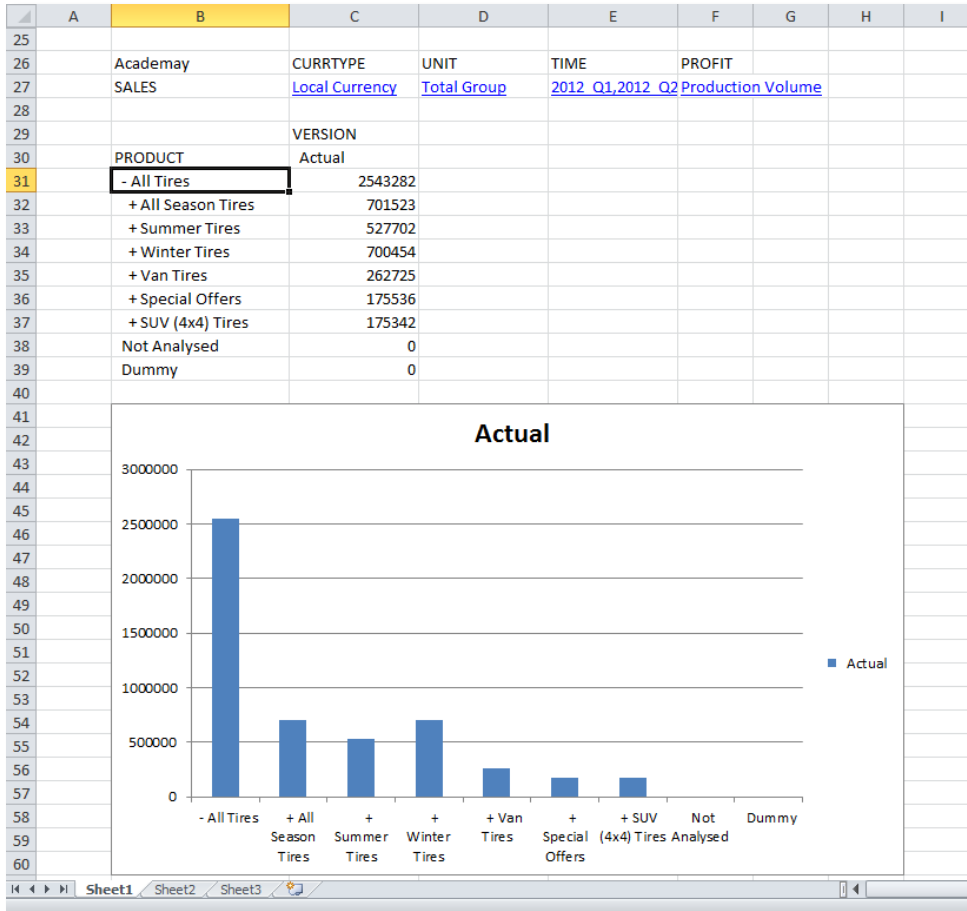 A B C D E F G H I
25
26 Academay CURRTYPE UNIT TIME PROFIT
27 SALES Local Currency Total Group 2012_Q1,2012_Q2 Production Volume
28
29 VERSION
30 PRODUCT Actual
31 - All Tires 2543282
32 + All Season Tires 701523
33 + Summer Tires 527702
34 + Winter Tires 700454
35 + Van Tires 262725
36 + Special Offers 175536
37 + SUV (4x4) Tires 175342
38 Not Analysed 0
39 Dummy 0
40
41
42 Actual
43 3000000
44
45 2500000
46
47
48 2000000
49
50 1500000
51
52 Actual
53 1000000
54
55 500000
56
57 0
58 - All Tires + All + + + Van + + SUV Not Dummy
59 Season Summer Winter Tires Special (4x4) Tires Analysed
60 Tires Tires Tires Offers
Sheet1 Sheet2 Sheet3